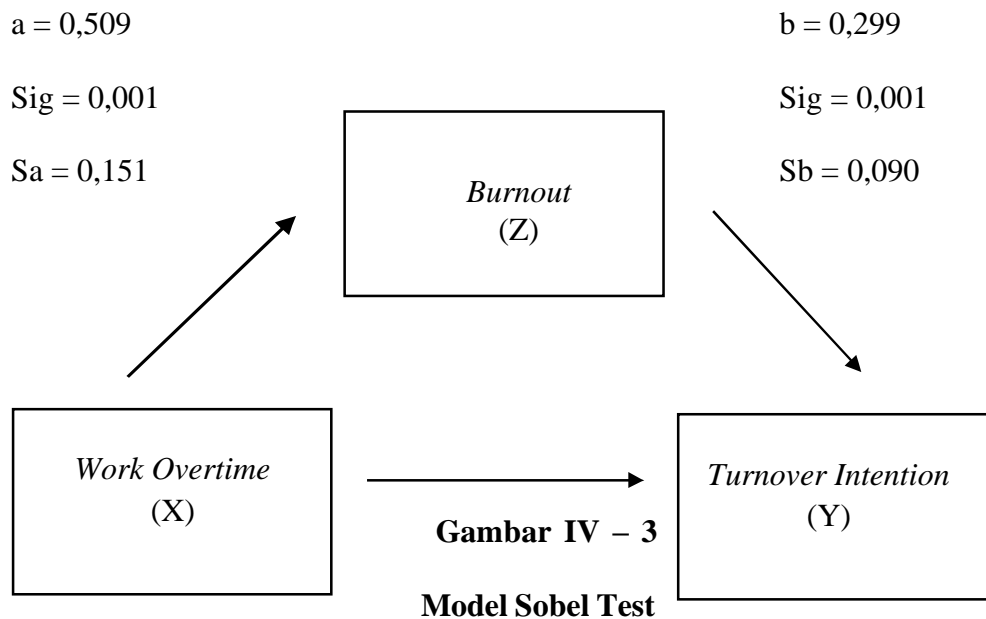 a = 0,509
Sig = 0,001
Sa = 0,151
b = 0,299
Sig = 0,001
Sb = 0,090
Burnout
(Z)
Work Overtime
(X)
Turnover Intention
(Y)
Gambar IV – 3
Model Sobel Test